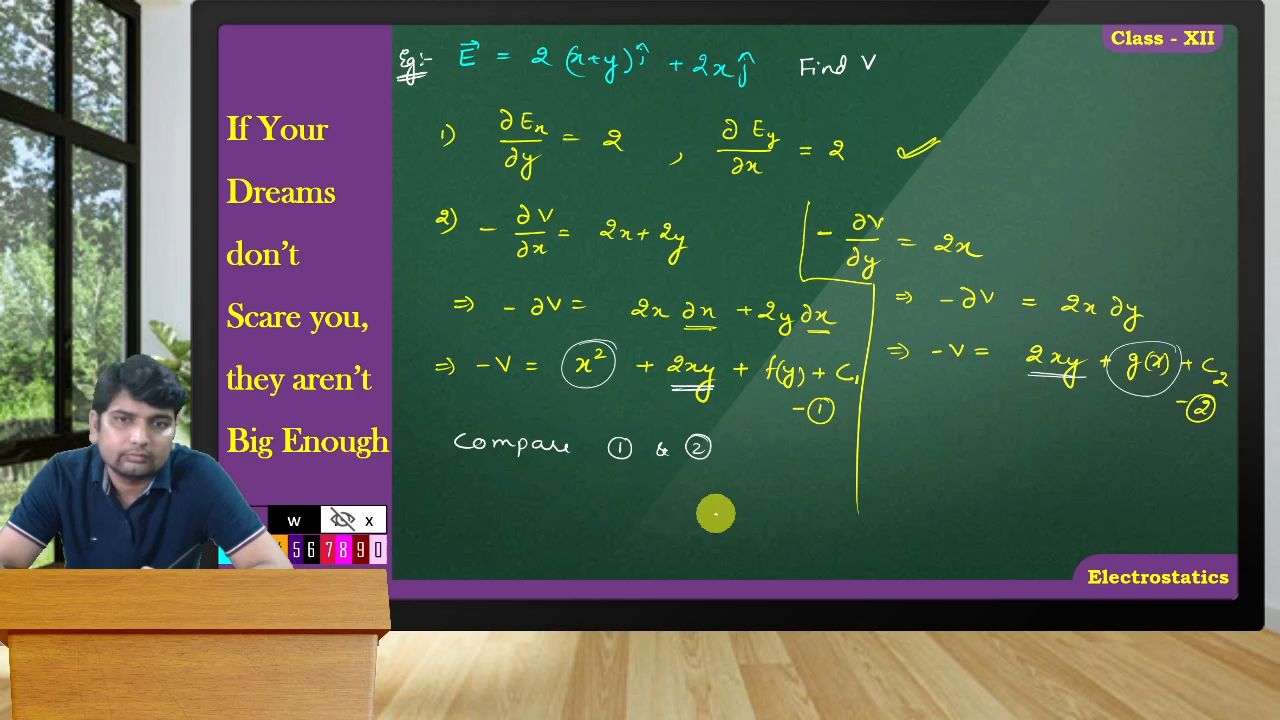 Class - XII
If Your
Dreams
don't
Scare you,
they aren't
Big Enough
Eg:- E⃗ = 2 (x+y) î + 2x ĵ Find V
1) ∂Ex/∂y = 2 , ∂Ey/∂x = 2 ✓
2) - ∂V/∂x = 2x + 2y
⇒ - ∂V = 2x ∂x + 2y ∂x
⇒ -V = x² + 2xy + f(y) + C₁
- ①
Compare ① & ②
- ∂V/∂y = 2x
⇒ - ∂V = 2x ∂y
⇒ -V = 2xy + g(x) + C₂
- ②
w x
5 6 7 8 9 0
Electrostatics